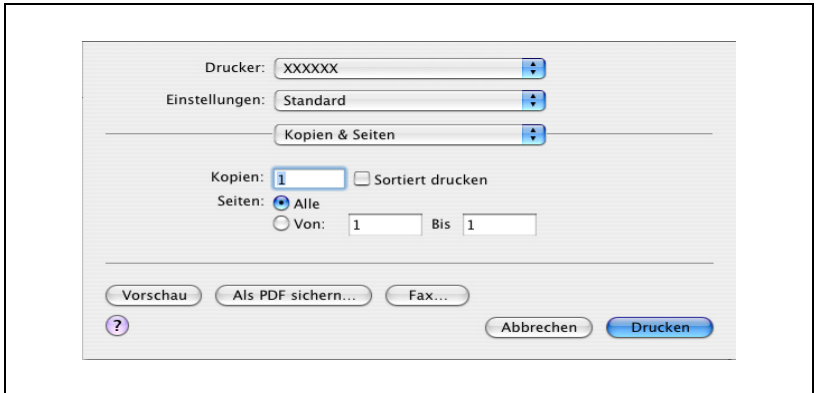 Drucker: XXXXXX
Einstellungen: Standard
Kopien & Seiten
Kopien: 1 Sortiert drucken
Seiten: Alle
Von: 1 Bis 1
Vorschau Als PDF sichern... Fax...
? Abbrechen Drucken